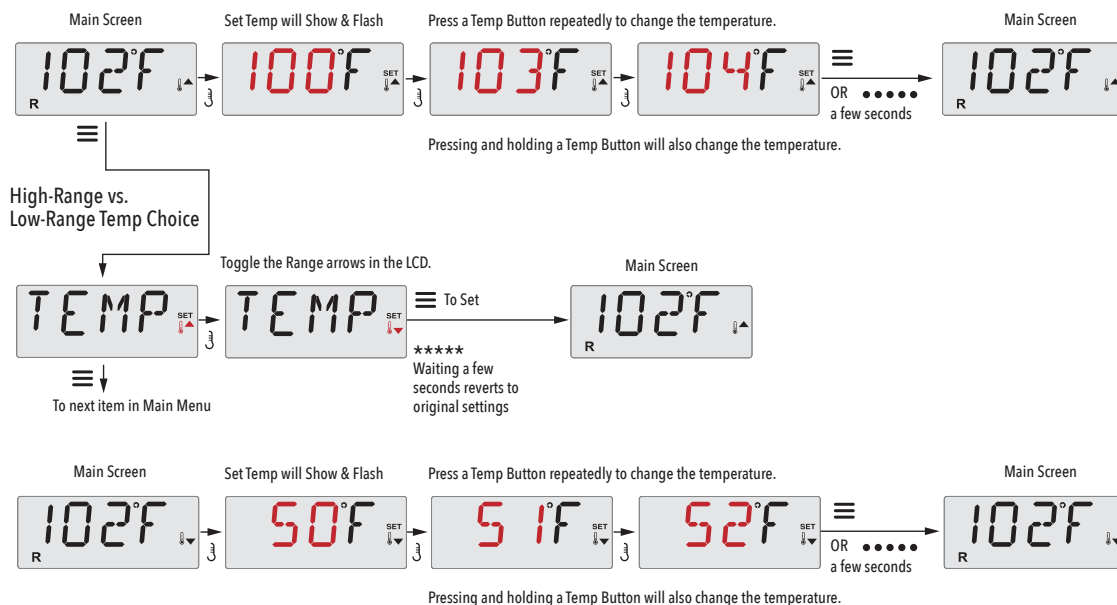 Main Screen
Set Temp will Show & Flash
Press a Temp Button repeatedly to change the temperature.
Main Screen
102°F
R
100°F
SET
103°F
SET
104°F
SET
OR •••••
a few seconds
102°F
R
Pressing and holding a Temp Button will also change the temperature.
High-Range vs.
Low-Range Temp Choice
Toggle the Range arrows in the LCD.
Main Screen
TEMP
SET
TEMP
SET
To Set
*****
Waiting a few
seconds reverts to
original settings
102°F
R
To next item in Main Menu
Main Screen
Set Temp will Show & Flash
Press a Temp Button repeatedly to change the temperature.
Main Screen
102°F
R
50°F
SET
51°F
SET
52°F
SET
OR •••••
a few seconds
102°F
R
Pressing and holding a Temp Button will also change the temperature.